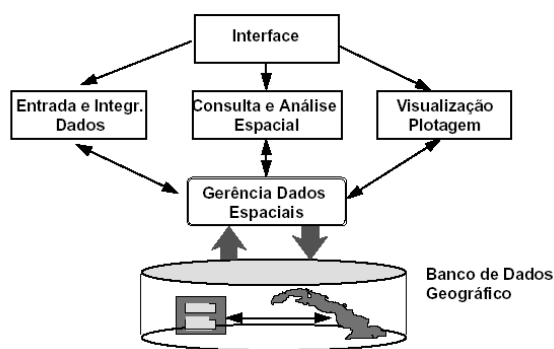 Interface
Entrada e Integr.
Dados
Consulta e Análise
Espacial
Visualização
Plotagem
Gerência Dados
Espaciais
Banco de Dados
Geográfico